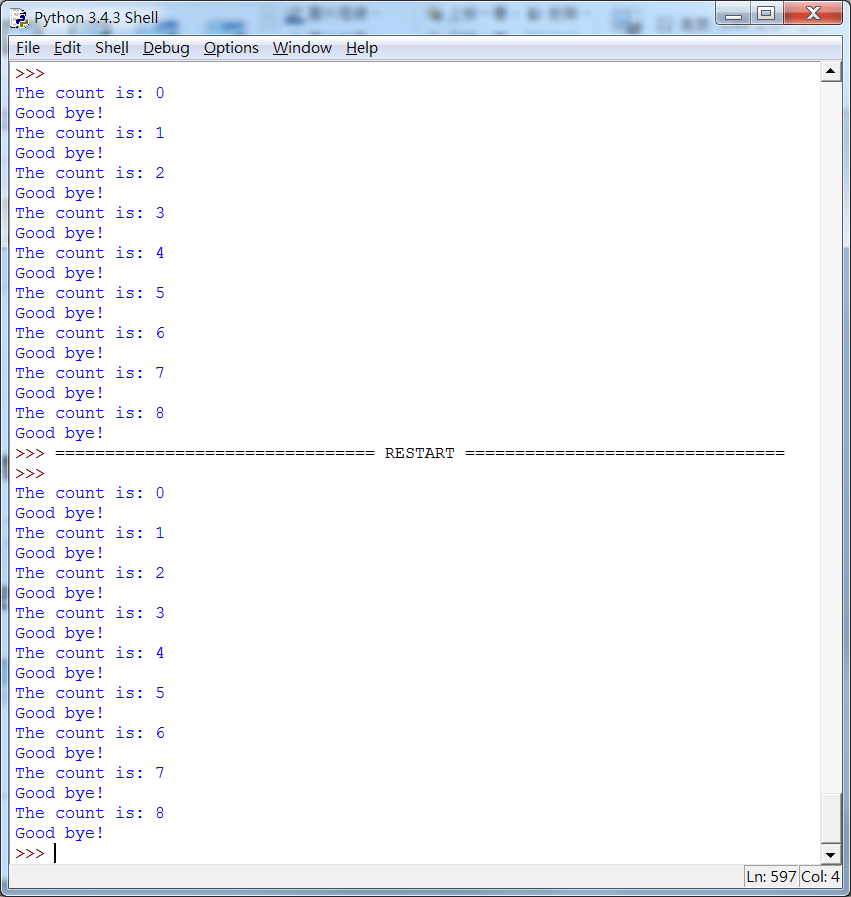 Python 3.4.3 Shell
File Edit Shell Debug Options Window Help
>>>
The count is: 0
Good bye!
The count is: 1
Good bye!
The count is: 2
Good bye!
The count is: 3
Good bye!
The count is: 4
Good bye!
The count is: 5
Good bye!
The count is: 6
Good bye!
The count is: 7
Good bye!
The count is: 8
Good bye!
>>> ================================ RESTART ================================
>>>
The count is: 0
Good bye!
The count is: 1
Good bye!
The count is: 2
Good bye!
The count is: 3
Good bye!
The count is: 4
Good bye!
The count is: 5
Good bye!
The count is: 6
Good bye!
The count is: 7
Good bye!
The count is: 8
Good bye!
>>>
Ln: 597 Col: 4